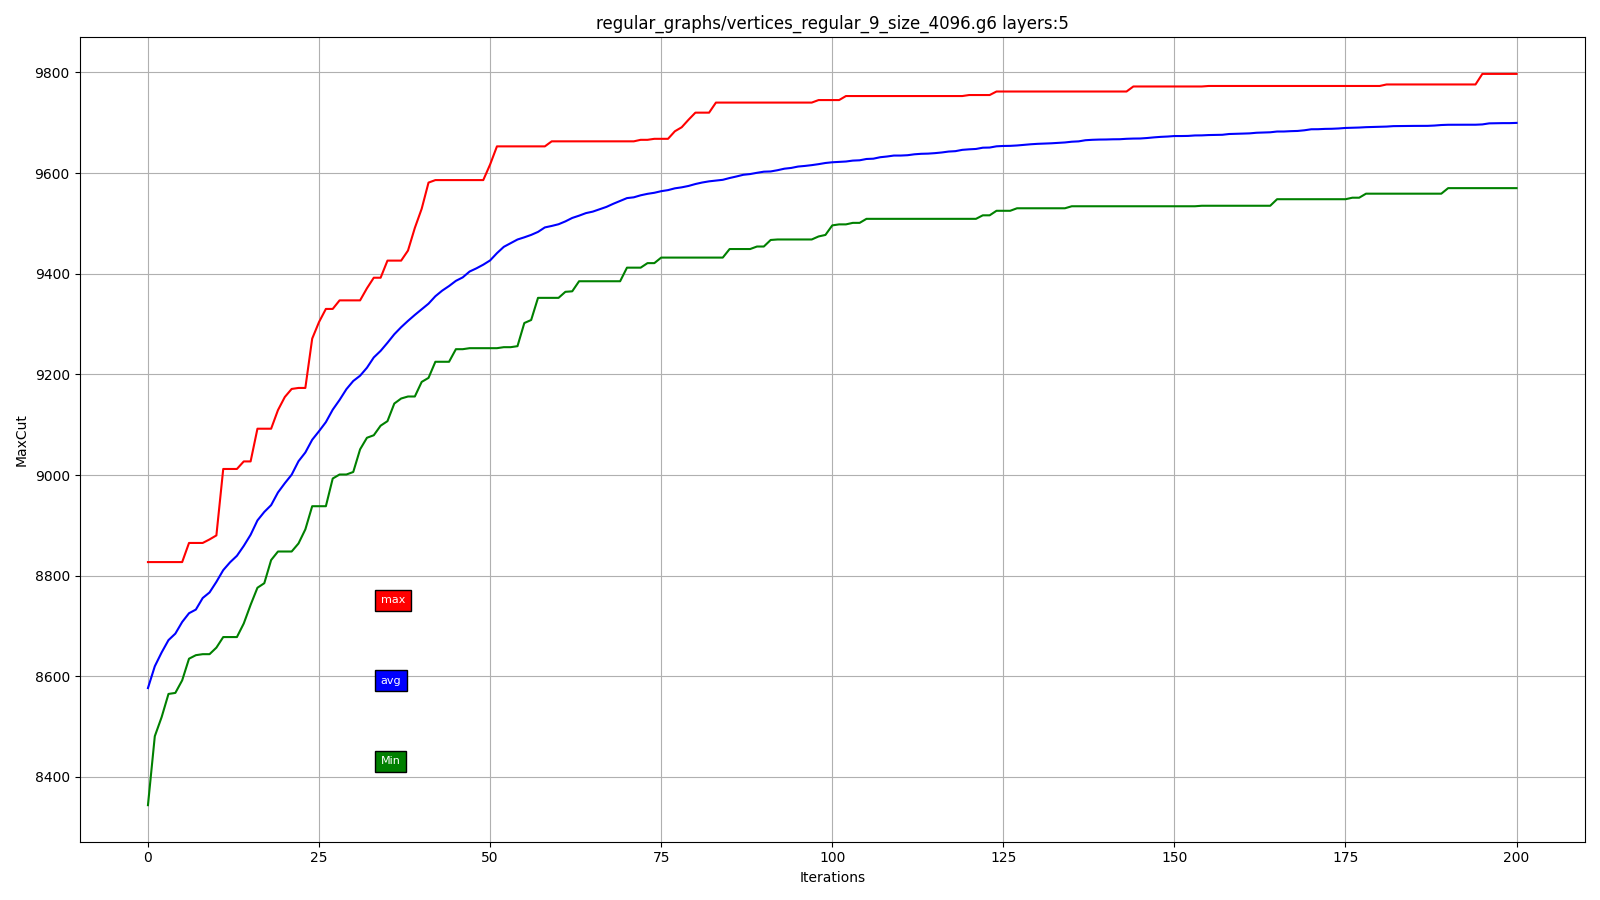 regular_graphs/vertices_regular_9_size_4096.g6 layers:5
9800
9600
9400
9200
9000
8800
8600
8400
MaxCut
max
avg
Min
0 25 50 75 100 125 150 175 200
Iterations